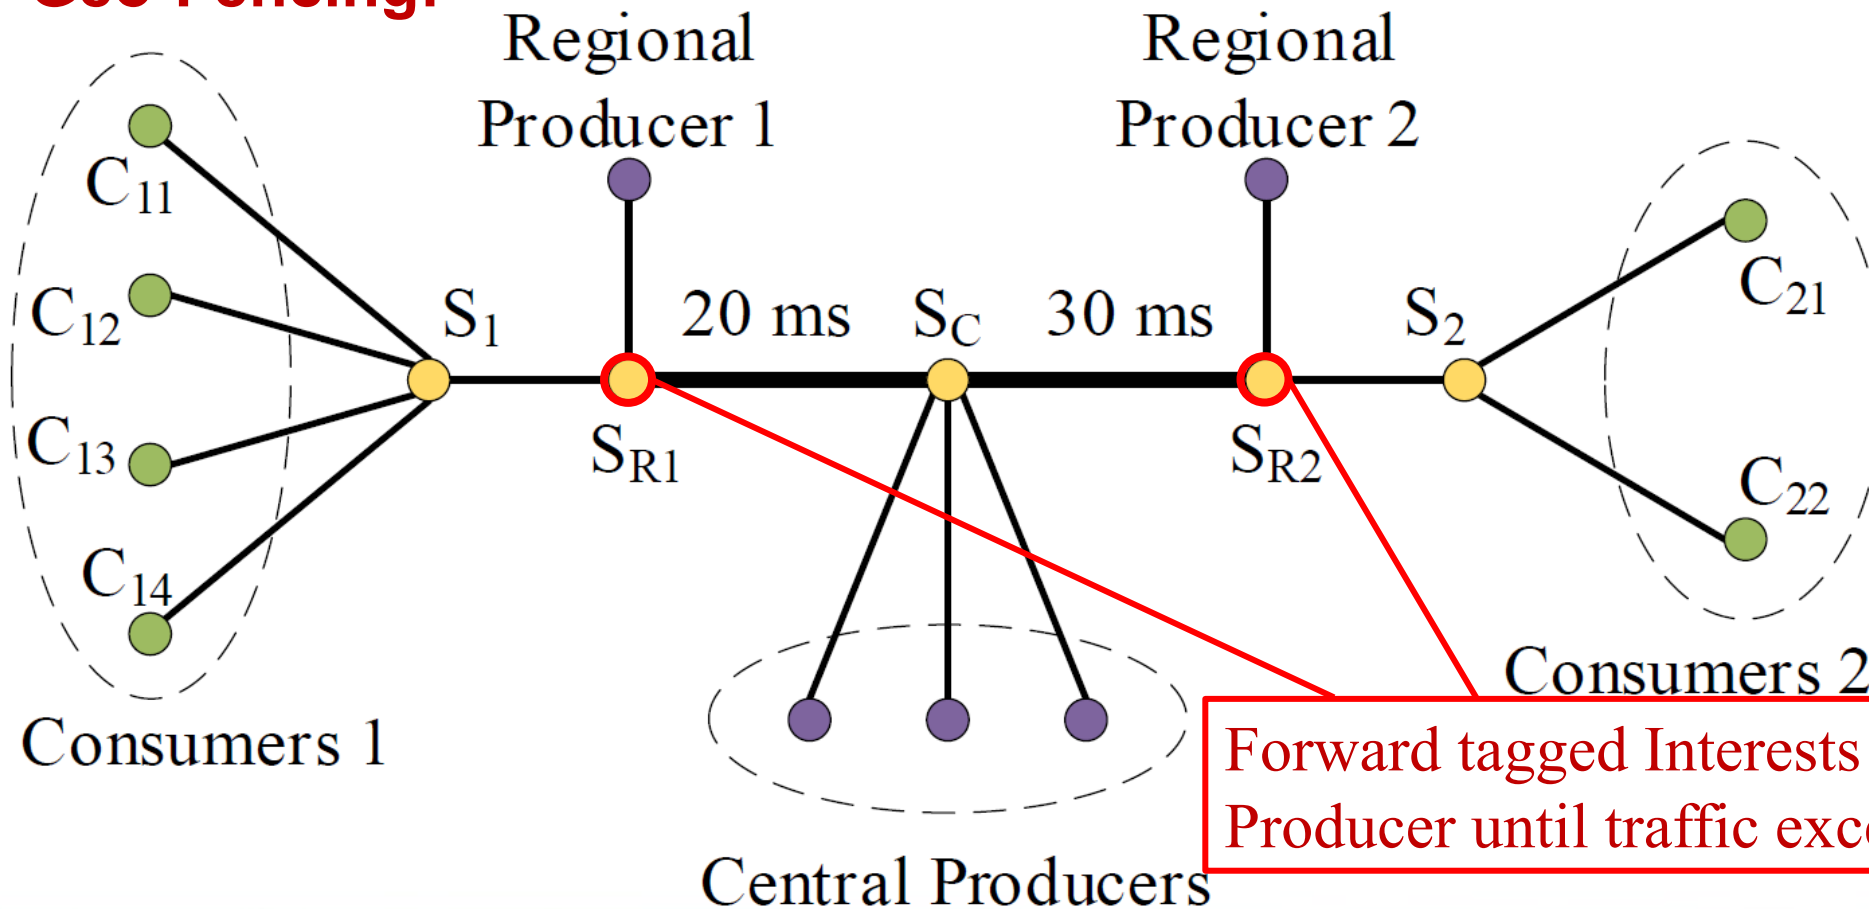 Regional
Producer 1
Regional
Producer 2
C11
C12
C13
C14
S1
20 ms
SC
30 ms
S2
SR1
SR2
C21
C22
Consumers 1
Consumers 2
Forward tagged Interests
Producer until traffic
Central Producers